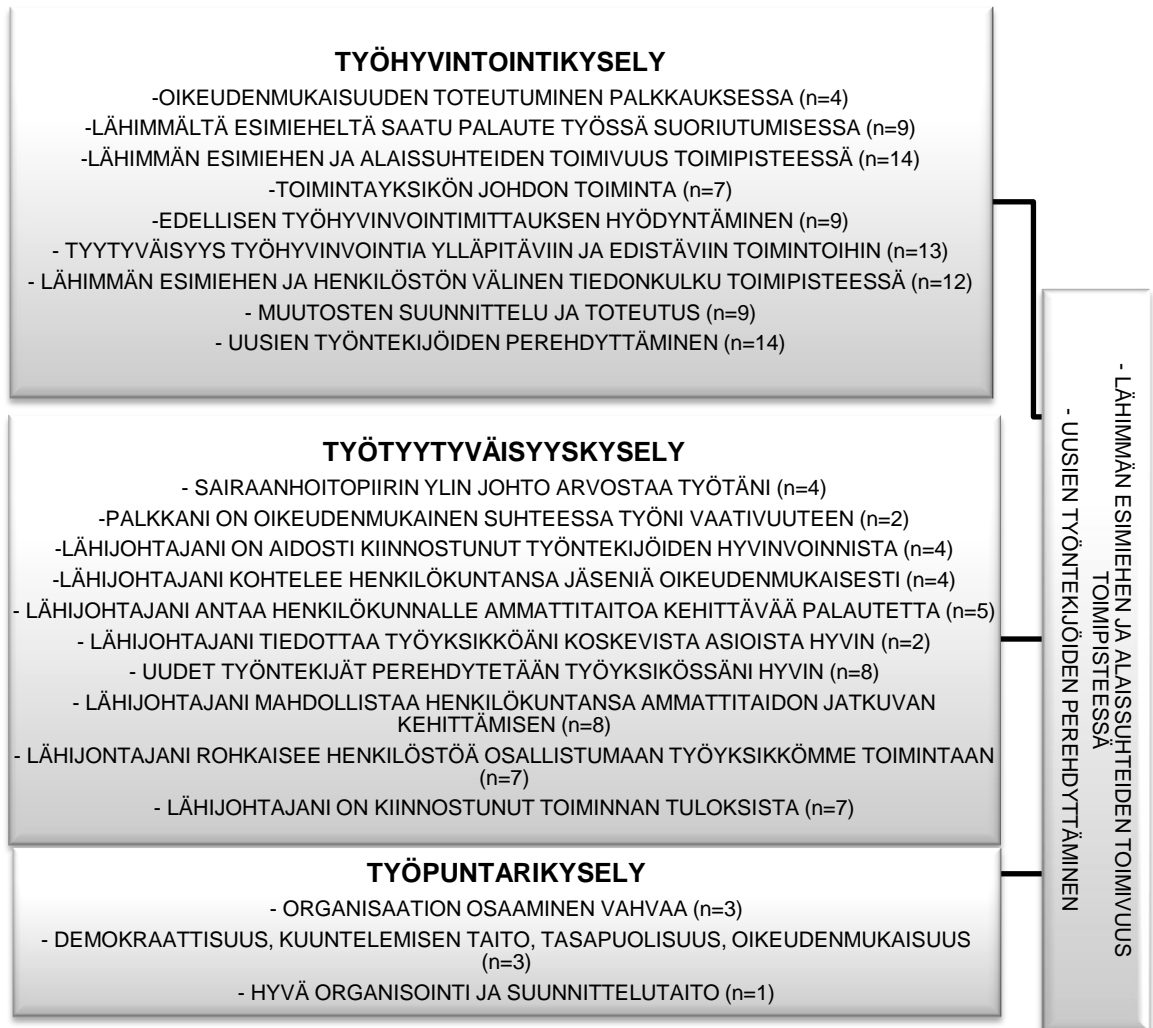 TYÖHYVINTOINTIKYSELY
-OIKEUDENMUKAISUUDEN TOTEUTUMINEN PALKKAUKSESSA (n=4)
-LÄHIMMÄLTÄ ESIMIEHELTÄ SAATU PALAUTE TYÖSSÄ SUORIUTUMISESSA (n=9)
-LÄHIMMÄN ESIMIEHEN JA ALAISSUHTEIDEN TOIMIVUUS TOIMIPISTEESSÄ (n=14)
-TOIMINTAYKSIKÖN JOHDON TOIMINTA (n=7)
-EDELLISEN TYÖHYVINVOINTIMITTAUKSEN HYÖDYNTÄMINEN (n=9)
- TYYTYVÄISYYS TYÖHYVINVOINTIA YLLÄPITÄVIIN JA EDISTÄVIIN TOIMINTOIHIN (n=13)
- LÄHIMMÄN ESIMIEHEN JA HENKILÖSTÖN VÄLINEN TIEDONKULKU TOIMIPISTEESSÄ (n=12)
- MUUTOSTEN SUUNNITTELU JA TOTEUTUS (n=9)
- UUSIEN TYÖNTEKIJÖIDEN PEREHDYTTÄMINEN (n=14)
TYÖTYYTYVÄISYYSKYSELY
- SAIRAANHOITOPIIRIN YLIN JOHTO ARVOSTAA TYÖTÄNI (n=4)
-PALKKANI ON OIKEUDENMUKAINEN SUHTEESSA TYÖNI VAATIVUUTEEN (n=2)
-LÄHIJOHTAJANI ON AIDOSTI KIINNOSTUNUT TYÖNTEKIJÖIDEN HYVINVOINNISTA (n=4)
-LÄHIJOHTAJANI KOHTELEE HENKILÖKUNTANSA JÄSENIÄ OIKEUDENMUKAISESTI (n=4)
- LÄHIJOHTAJANI ANTAA HENKILÖKUNNALLE AMMATTITAITOA KEHITTÄVÄÄ PALAUTETTA (n=5)
- LÄHIJOHTAJANI TIEDOTTAA TYÖYKSIKKÖÄNI KOSKEVISTA ASIOISTA HYVIN (n=2)
- UUDET TYÖNTEKIJÄT PEREHDYTETÄÄN TYÖYKSIKÖSSÄNI HYVIN (n=8)
- LÄHIJOHTAJANI MAHDOLLISTAA HENKILÖKUNTANSA AMMATTITAIDON JATKUVAN
KEHITTÄMISEN (n=8)
- LÄHIJONTAJANI ROHKAISEE HENKILÖSTÖÄ OSALLISTUMAAN TYÖYKSIKKÖMME TOIMINTAAN
(n=7)
- LÄHIJOHTAJANI ON KIINNOSTUNUT TOIMINNAN TULOKSISTA (n=7)
TYÖPUNTARIKYSELY
- ORGANISAATION OSAAMINEN VAHVAA (n=3)
- DEMOKRAATTISUUS, KUUNTELEMISEN TAITO, TASAPUOLISUUS, OIKEUDENMUKAISUUS
(n=3)
- HYVÄ ORGANISOINTI JA SUUNNITTELUTAITO (n=1)
- LÄHIMMÄN ESIMIEHEN JA ALAISSUHTEIDEN TOIMIVUUS
TOIMIPISTEESSÄ
- UUSIEN TYÖNTEKIJÖIDEN PEREHDYTTÄMINEN